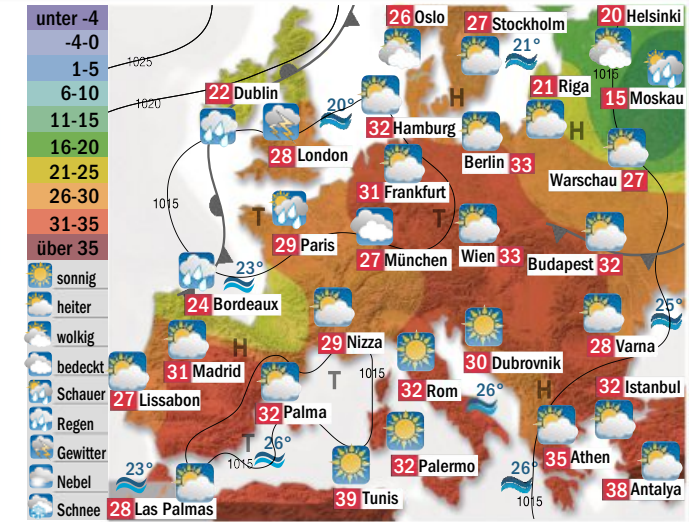 unter -4
-4-0
1-5
6-10
11-15
16-20
21-25
26-30
31-35
über 35
sonnig
heiter
wolkig
bedeckt
Schauer
Regen
Gewitter
Nebel
Schnee
1025
1020
26 Oslo
27 Stockholm
20 Helsinki
21°
1015
15 Moskau
21 Riga
22 Dublin
20°
H
32 Hamburg
H
28 London
Berlin 33
31 Frankfurt
Warschau 27
1015
T
T
29 Paris
27 München
Wien 33
Budapest 32
23°
24 Bordeaux
25°
29 Nizza
28 Varna
H
30 Dubrovnik
31 Madrid
T
1015
32 Rom
26°
H
32 Istanbul
27 Lissabon
32 Palma
T
26°
1015
35 Athen
32 Palermo
23°
26°
38 Antalya
39 Tunis
1015
28 Las Palmas